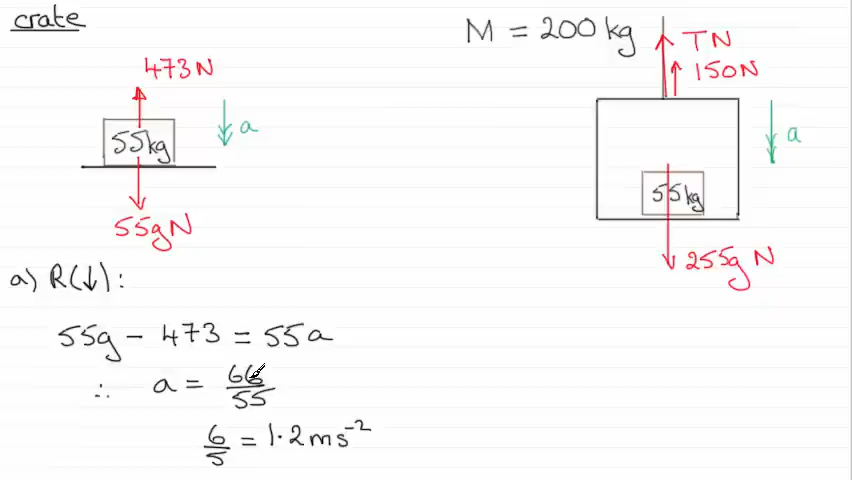 crate
M = 200 kg
473N
TN
150N
55kg
a
a
55kg
55gN
255g N
a) R(↓):
55g - 473 = 55a
∴ a = 66/55
6/5 = 1.2 ms⁻²